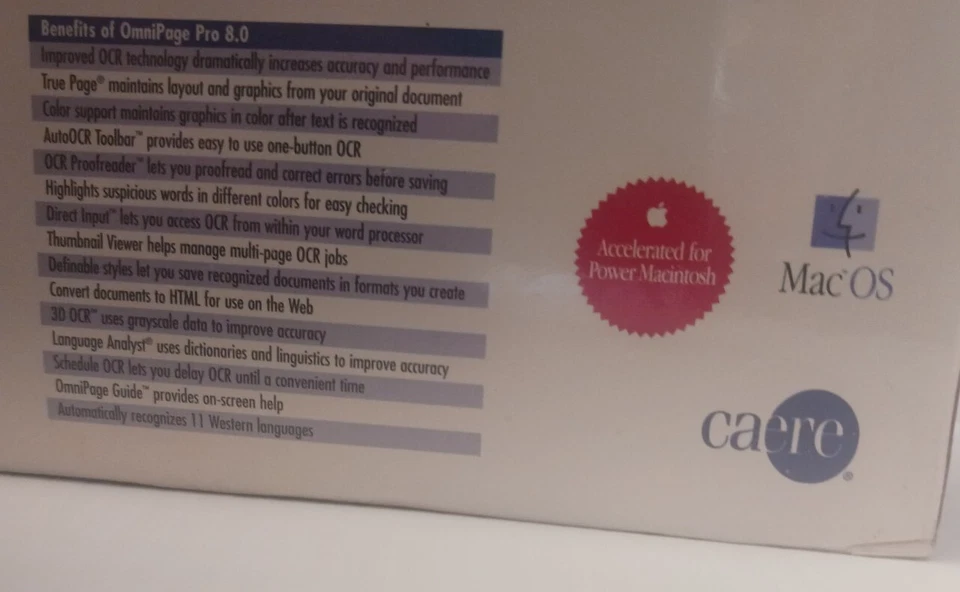 Benefits of OmniPage Pro 8.0
Improved OCR technology dramatically increases accuracy and performance
True Page® maintains layout and graphics from your original document
Color support maintains graphics in color after text is recognized
AutoOCR Toolbar™ provides easy to use one-button OCR
OCR Proofreader™ lets you proofread and correct errors before saving
Highlights suspicious words in different colors for easy checking
Direct Input™ lets you access OCR from within your word processor
Thumbnail Viewer helps manage multi-page OCR jobs
Definable styles let you save recognized documents in formats you create
Convert documents to HTML for use on the Web
3D OCR™ uses grayscale data to improve accuracy
Language Analyst® uses dictionaries and linguistics to improve accuracy
Schedule OCR lets you delay OCR until a convenient time
OmniPage Guide™ provides on-screen help
Automatically recognizes 11 Western languages
Accelerated for
Power Macintosh
Mac™OS
caere®